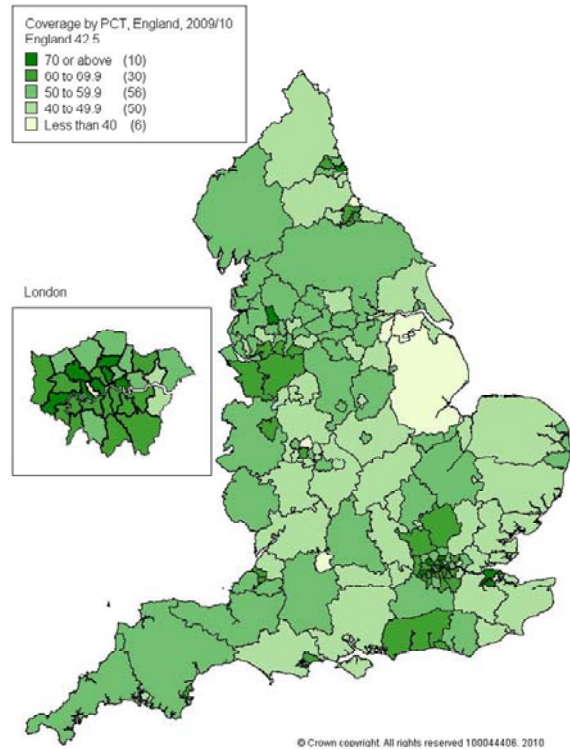 Coverage by PCT, England, 2009/10
England 42.5
70 or above (10)
60 to 69.9 (30)
50 to 59.9 (56)
40 to 49.9 (50)
Less than 40 (6)
London
© Crown copyright. All rights reserved 100044406, 2010